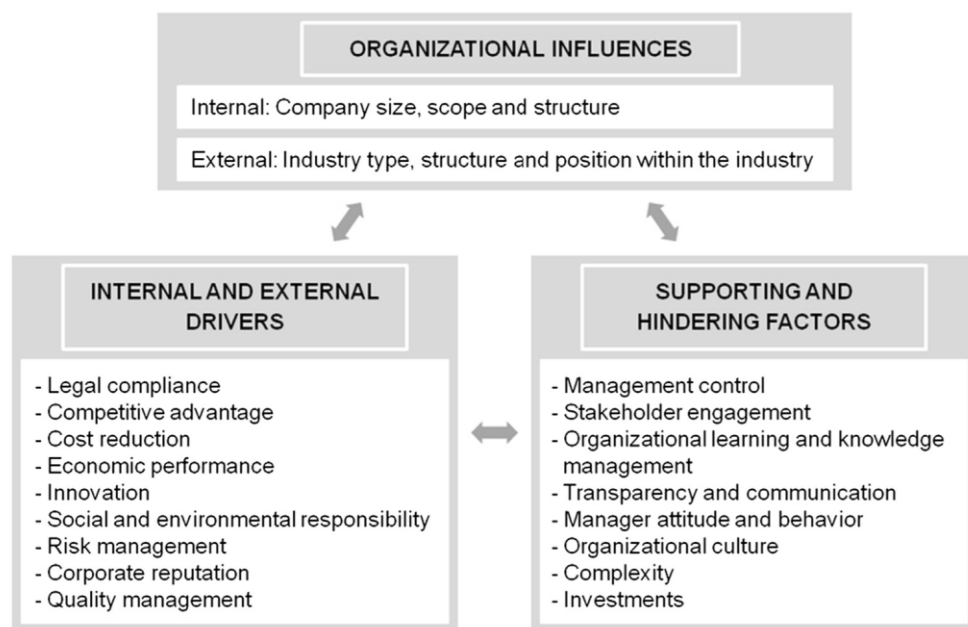 ORGANIZATIONAL INFLUENCES
Internal: Company size, scope and structure
External: Industry type, structure and position within the industry
INTERNAL AND EXTERNAL
DRIVERS
- Legal compliance
- Competitive advantage
- Cost reduction
- Economic performance
- Innovation
- Social and environmental responsibility
- Risk management
- Corporate reputation
- Quality management
SUPPORTING AND
HINDERING FACTORS
- Management control
- Stakeholder engagement
- Organizational learning and knowledge
management
- Transparency and communication
- Manager attitude and behavior
- Organizational culture
- Complexity
- Investments